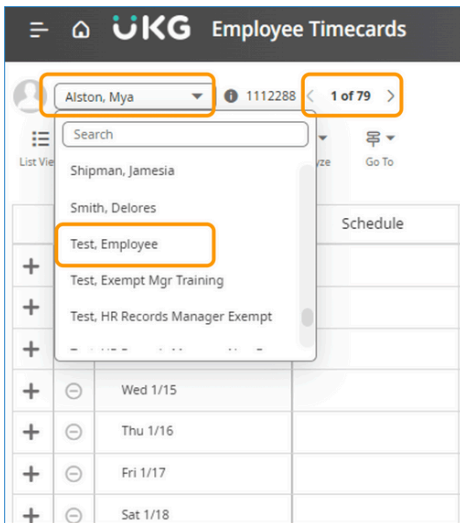 UKG Employee Timecards
Alston, Mya 1112288 1 of 79
Search
List Vie yze Go To
Shipman, Jamesia
Smith, Delores
Schedule
Test, Employee
Test, Exempt Mgr Training
Test, HR Records Manager Exempt
Wed 1/15
Thu 1/16
Fri 1/17
Sat 1/18